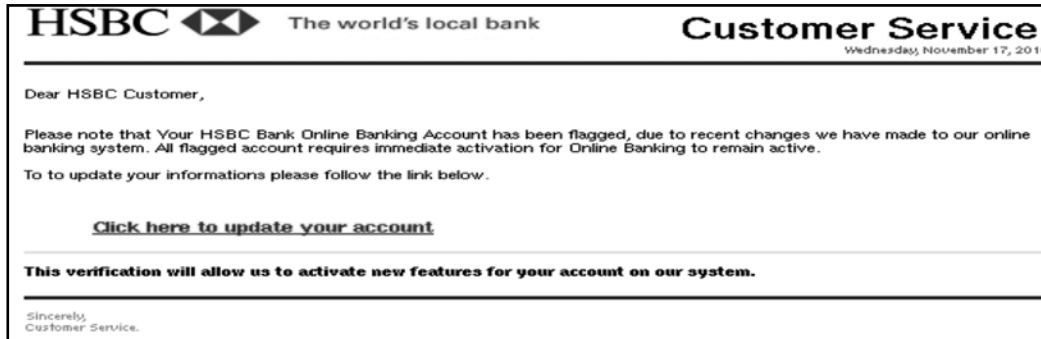 HSBC The world's local bank Customer Service
Wednesday, November 17, 201
Dear HSBC Customer,
Please note that Your HSBC Bank Online Banking Account has been flagged, due to recent changes we have made to our online
banking system. All flagged account requires immediate activation for Online Banking to remain active.
To to update your informations please follow the link below.
Click here to update your account
This verification will allow us to activate new features for your account on our system.
Sincerely,
Customer Service.